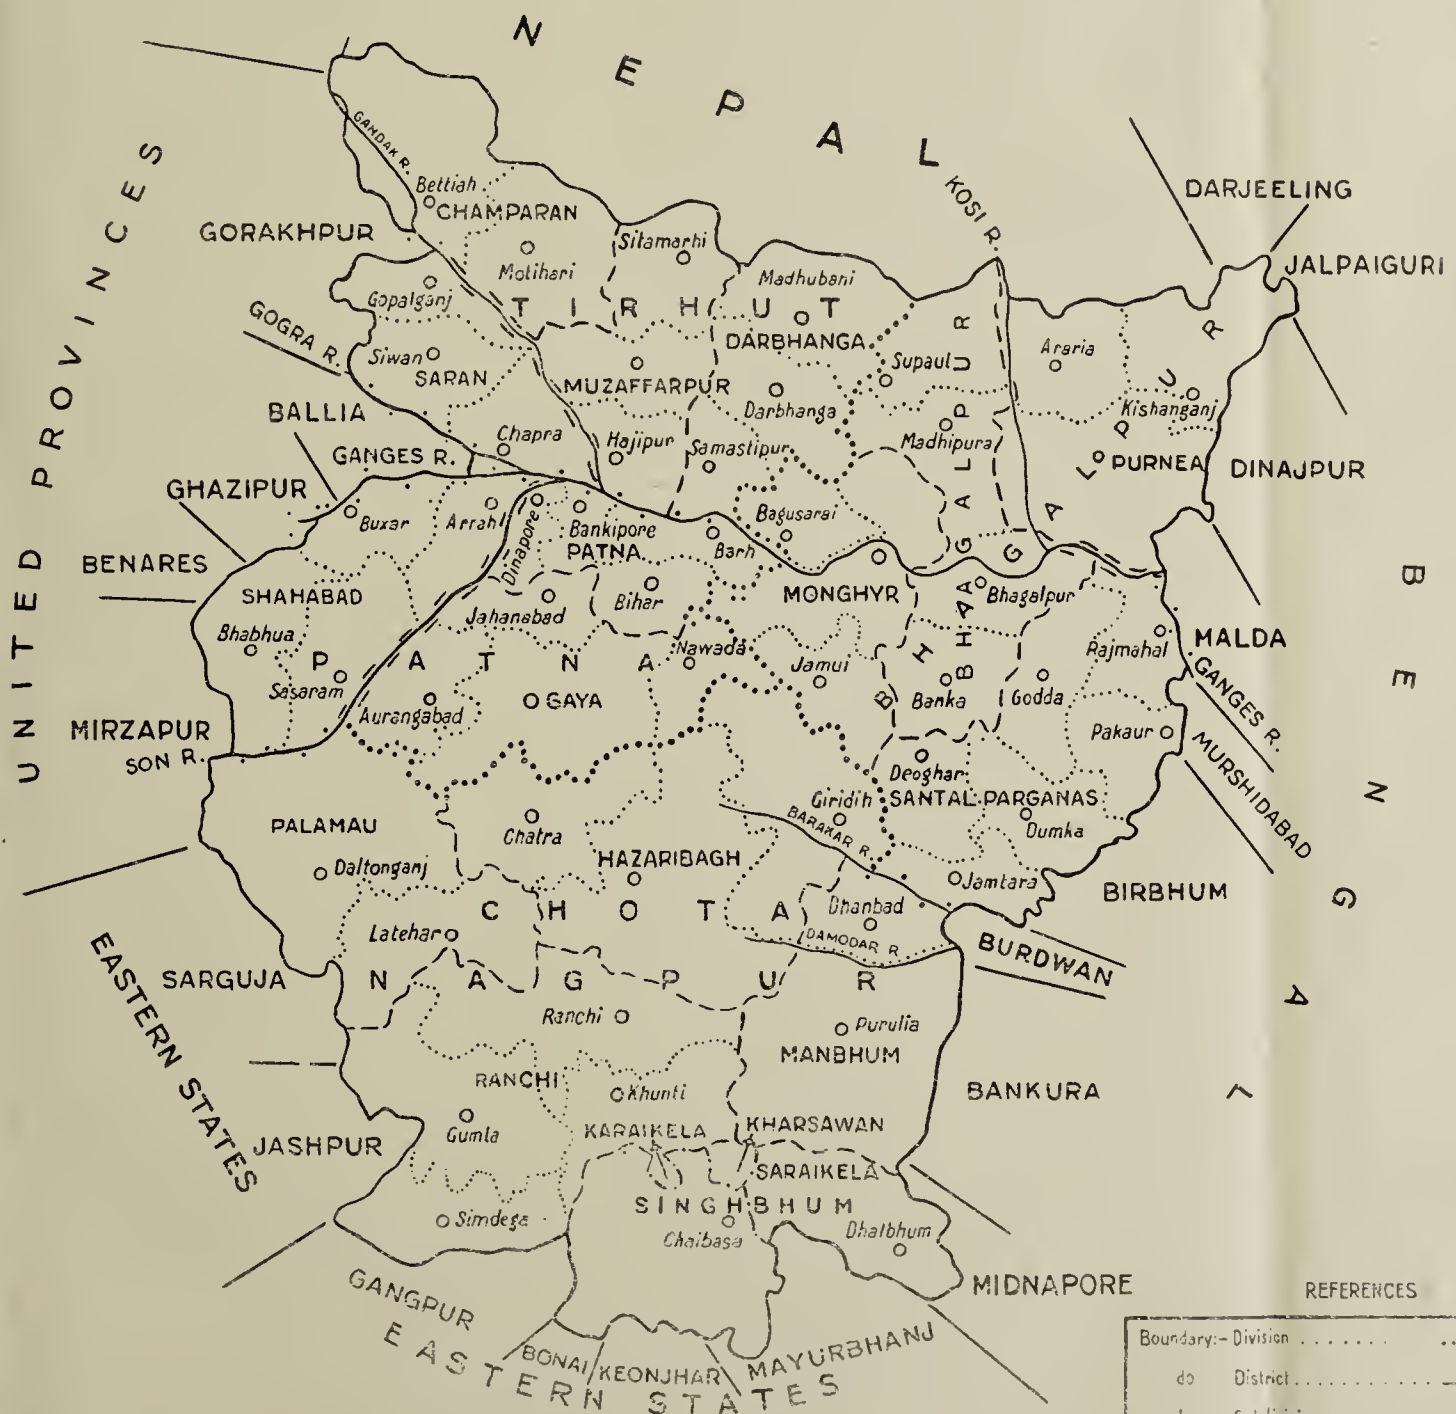 NEPAL
UNITED PROVINCES
BENGAL
EASTERN STATES
EASTERN STATES
GANDAK R.
KOSI R.
DARJEELING
JALPAIGURI
Bettiah
CHAMPARAN
GORAKHPUR
Motihari
Sitamarhi
Madhubani
Gopalganj
TIRHUT
GOGRA R.
DARBHANGA
Siwan
SARAN
MUZAFFARPUR
Supaul
Araria
Kishanganj
BALLIA
Darbhanga
Madhipura
GANGES R.
Chapra
Hajipur
Samastipur
PURNEA
DINAJPUR
GHAZIPUR
Buxar
Arrah
Dinapore
Bankipore
PATNA
Barh
Bagusarai
BHAGALPUR
BHAGALPUR
BENARES
SHAHABAD
Jahanabad
Bihar
MONGHYR
Bhagalpur
Bhabhua
PATNA
Nawada
Jamui
Rajmahal
MALDA
Sasaram
Aurangabad
GAYA
Banka
Godda
GANGES R.
MIRZAPUR
SON R.
Pakaur
MURSHIDABAD
Deoghar
PALAMAU
Chatra
Giridih
SANTAL PARGANAS
BARAKAR R.
Dumka
Daltonganj
HAZARIBAGH
Jamtara
BIRBHUM
CHOTA
Dhanbad
Latehar
DAMODAR R.
BURDWAN
SARGUJA
NAGPUR
Ranchi
Purulia
MANBHUM
RANCHI
Khunti
BANKURA
Gumla
KARAIKELA
KHARSAWAN
JASHPUR
SARAIKELA
SINGHBHUM
Simdega
Chaibasa
Dhalbhum
GANGPUR
MIDNAPORE
BONAI
KEONJHAR
MAYURBHANJ
REFERENCES
Boundary:- Division
do District